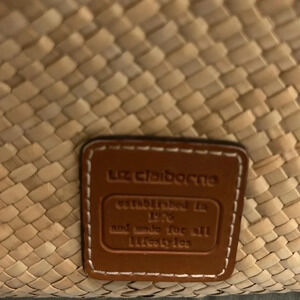 Liz claiborne
established in
1976
and made for all
lifestyles